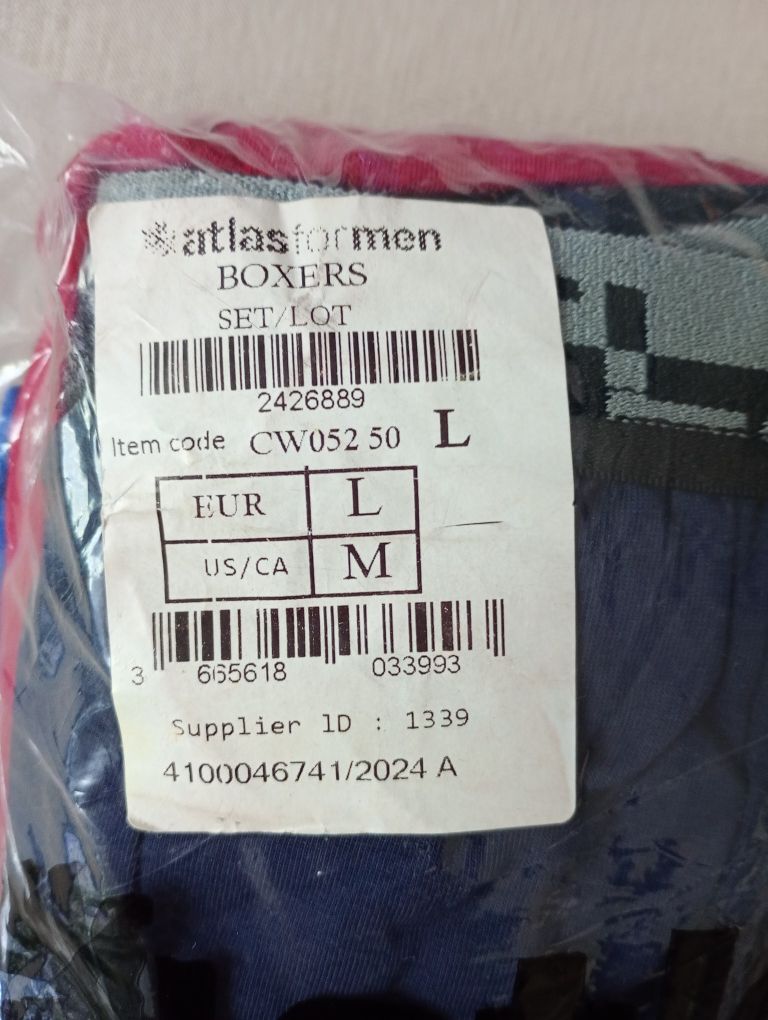 atlasformen
BOXERS
SET/LOT
2426889
Item code CW052 50 L
EUR L
US/CA M
3 665618 033993
Supplier ID : 1339
4100046741/2024 A